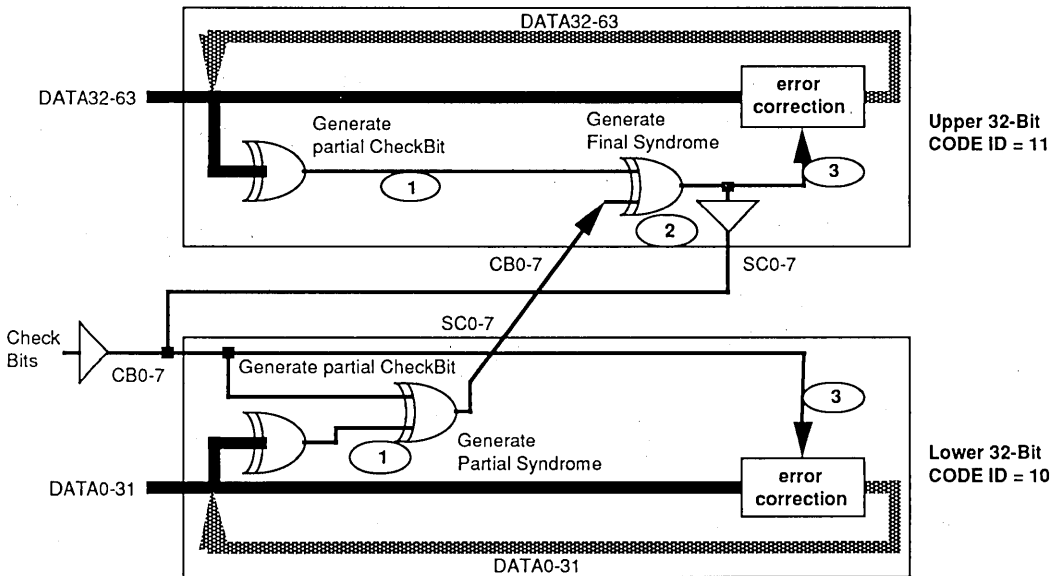 DATA32-63
DATA32-63
error
correction
Generate
partial CheckBit
Generate
Final Syndrome
Upper 32-Bit
CODE ID = 11
1
3
2
CB0-7
SC0-7
SC0-7
Check
Bits
CB0-7
Generate partial CheckBit
3
1
Generate
Partial Syndrome
Lower 32-Bit
CODE ID = 10
error
correction
DATA0-31
DATA0-31